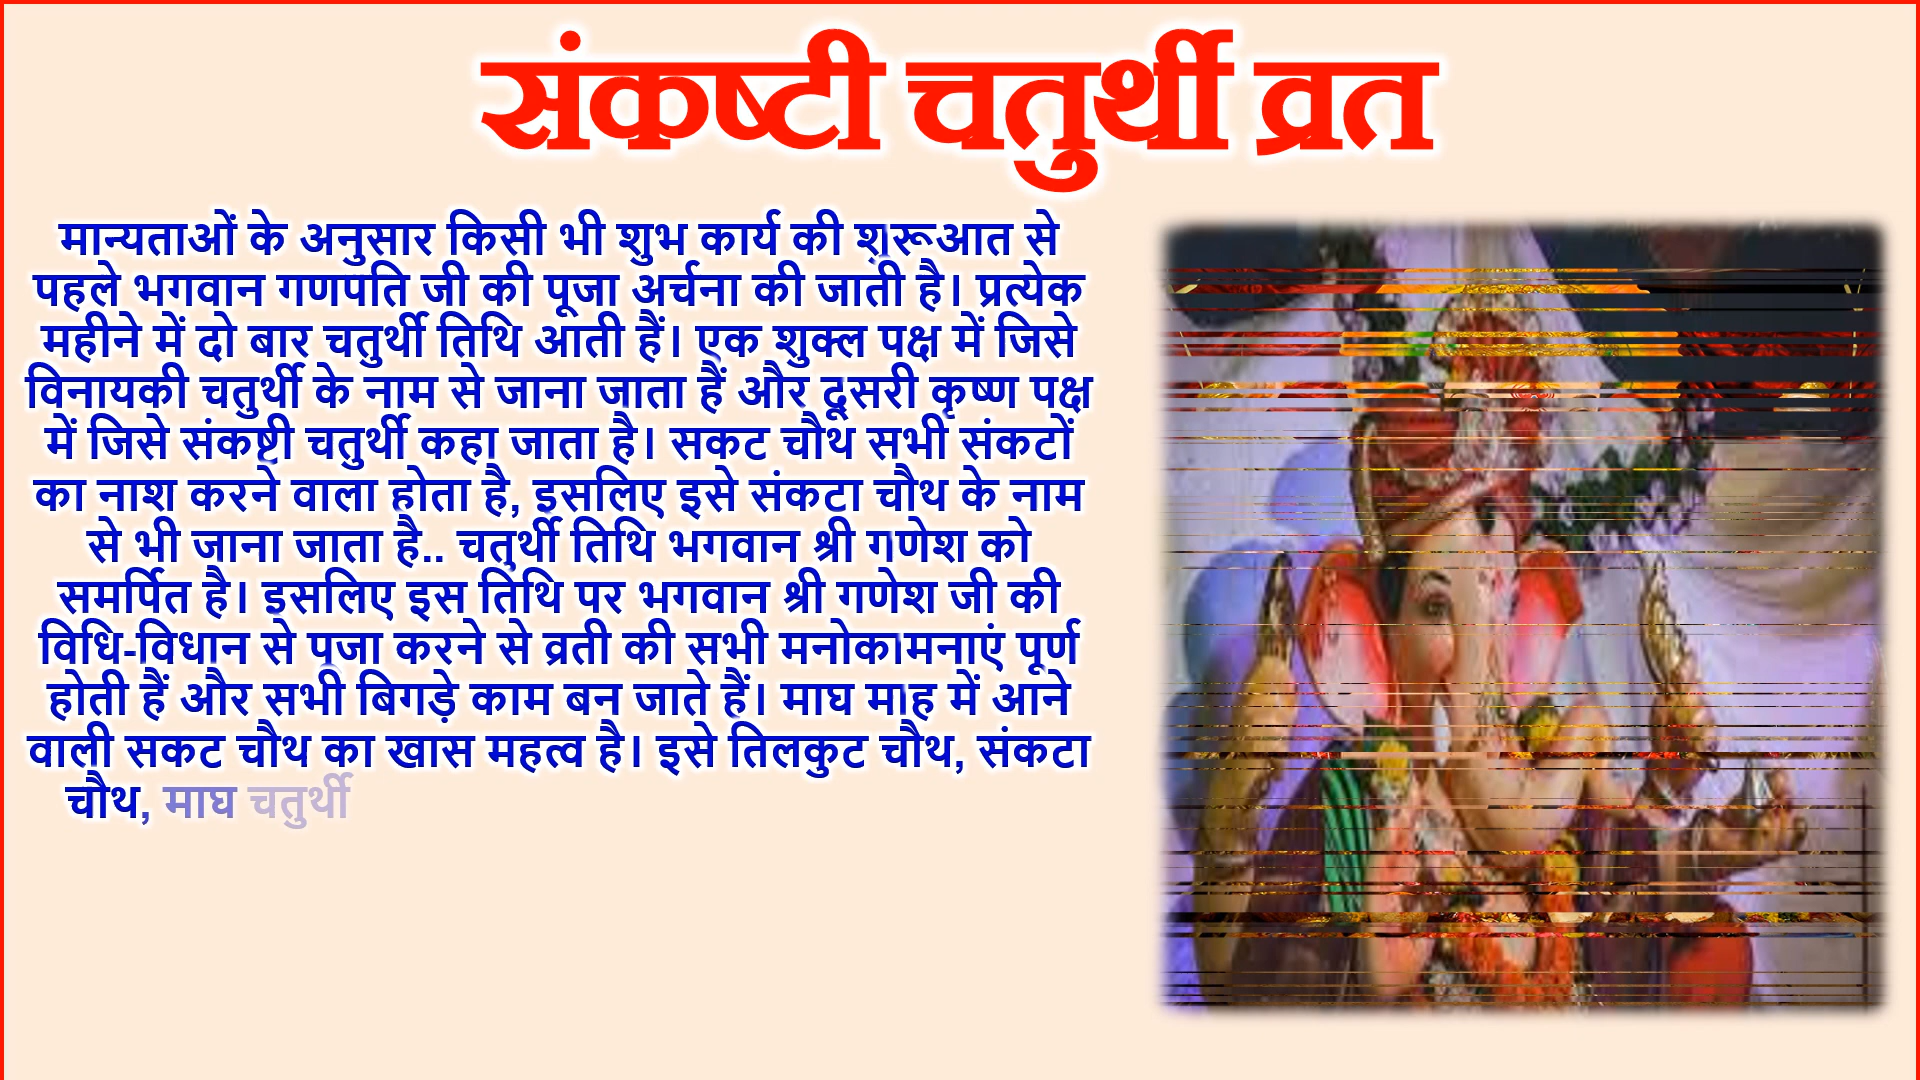 संकष्टी चतुर्थी व्रत
मान्यताओं के अनुसार किसी भी शुभ कार्य की शुरूआत से
पहले भगवान गणपति जी की पूजा अर्चना की जाती है। प्रत्येक
महीने में दो बार चतुर्थी तिथि आती हैं। एक शुक्ल पक्ष में जिसे
विनायकी चतुर्थी के नाम से जाना जाता हैं और दूसरी कृष्ण पक्ष
में जिसे संकष्टी चतुर्थी कहा जाता है। सकट चौथ सभी संकटों
का नाश करने वाला होता है, इसलिए इसे संकटा चौथ के नाम
से भी जाना जाता है.. चतुर्थी तिथि भगवान श्री गणेश को
समर्पित है। इसलिए इस तिथि पर भगवान श्री गणेश जी की
विधि-विधान से पूजा करने से व्रती की सभी मनोकामनाएं पूर्ण
होती हैं और सभी बिगड़े काम बन जाते हैं। माघ माह में आने
वाली सकट चौथ का खास महत्व है। इसे तिलकुट चौथ, संकटा
चौथ, माघ चतुर्थी